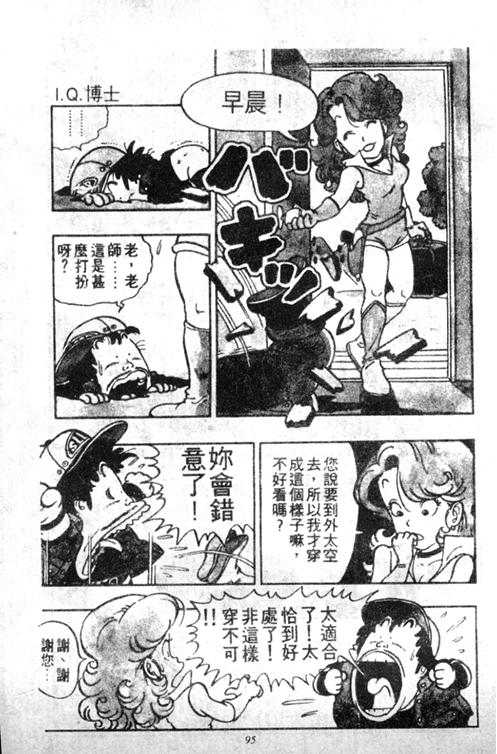 I.Q.博士
早晨！
バキッ
…………
老，老
師……
這是甚
麼打扮
呀？
您說要到外太空
去，所以我才穿
成這個樣子嘛，
不好看嗎？
妳會錯
意了！
太適合
了！太
恰到好
處了！
非這樣
穿不可
!!
謝、謝
謝您…
95